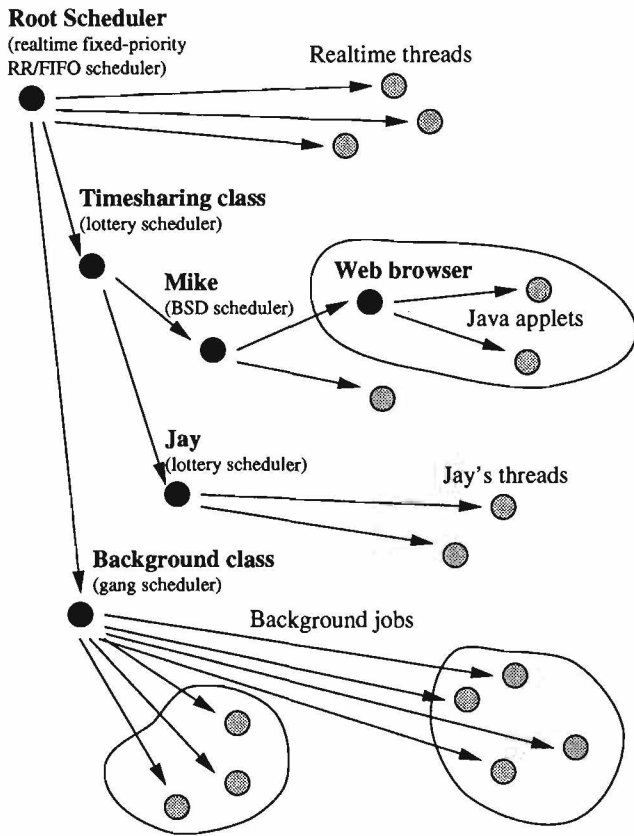 Root Scheduler
(realtime fixed-priority
RR/FIFO scheduler)
Realtime threads
Timesharing class
(lottery scheduler)
Mike
(BSD scheduler)
Web browser
Java applets
Jay
(lottery scheduler)
Jay's threads
Background class
(gang scheduler)
Background jobs